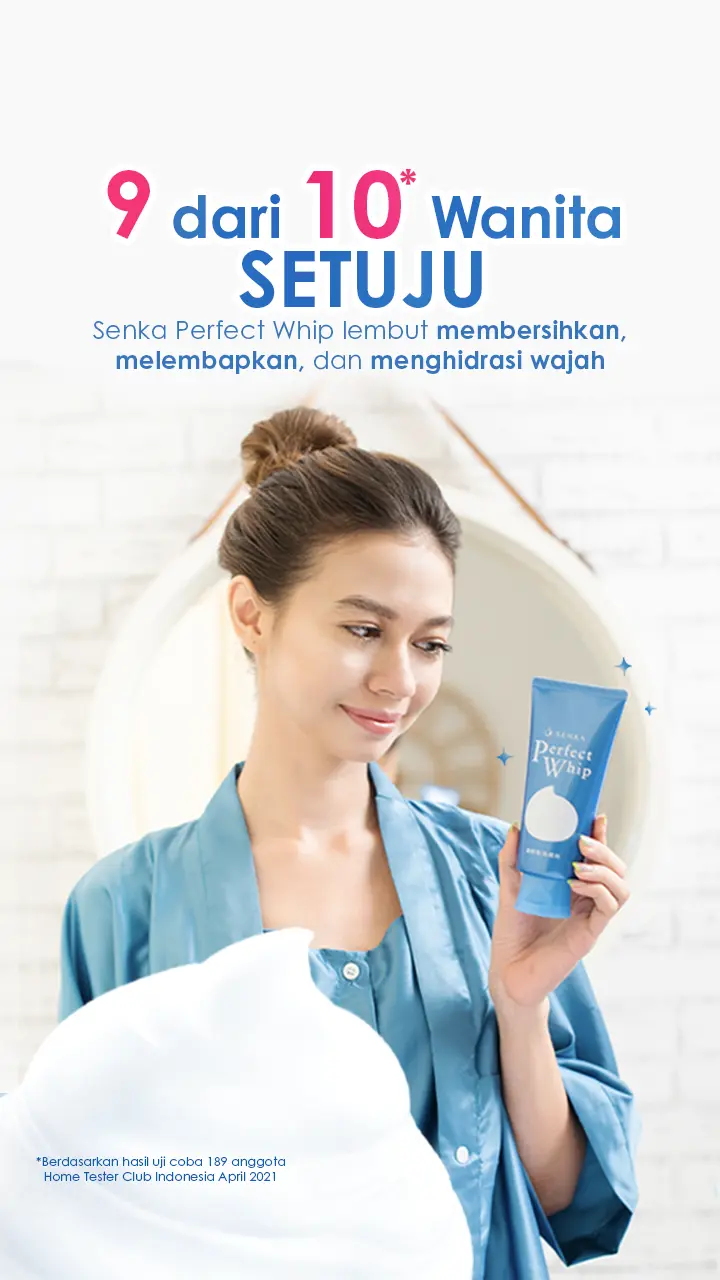 9 dari 10* Wanita
SETUJU
Senka Perfect Whip lembut membersihkan,
melembapkan, dan menghidrasi wajah
SENKA
Perfect
Whip
*Berdasarkan hasil uji coba 189 anggota
Home Tester Club Indonesia April 2021